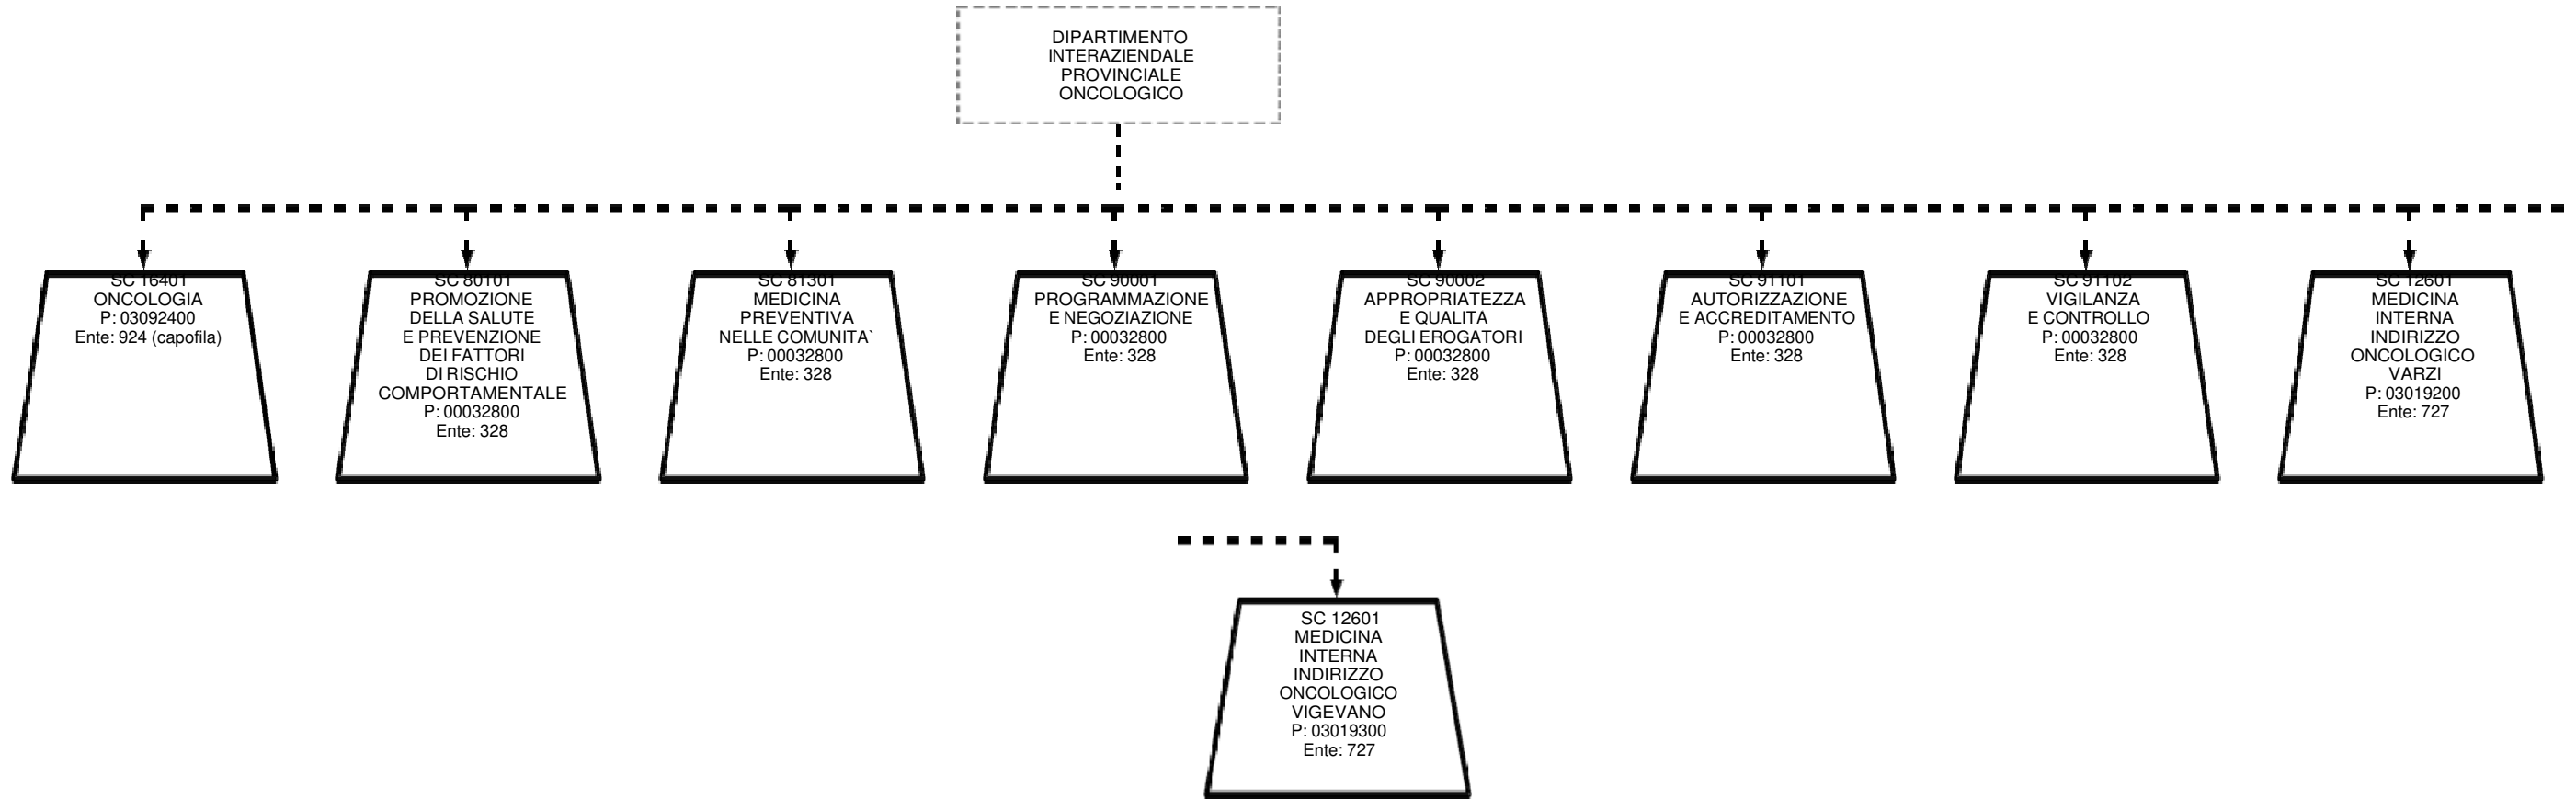 DIPARTIMENTO
INTERAZIENDALE
PROVINCIALE
ONCOLOGICO
SC 16401
ONCOLOGIA
P: 03092400
Ente: 924 (capofila)
SC 80101
PROMOZIONE
DELLA SALUTE
E PREVENZIONE
DEI FATTORI
DI RISCHIO
COMPORTAMENTALE
P: 00032800
Ente: 328
SC 81301
MEDICINA
PREVENTIVA
NELLE COMUNITA`
P: 00032800
Ente: 328
SC 90001
PROGRAMMAZIONE
E NEGOZIAZIONE
P: 00032800
Ente: 328
SC 90002
APPROPRIATEZZA
E QUALITA
DEGLI EROGATORI
P: 00032800
Ente: 328
SC 91101
AUTORIZZAZIONE
E ACCREDITAMENTO
P: 00032800
Ente: 328
SC 91102
VIGILANZA
E CONTROLLO
P: 00032800
Ente: 328
SC 12601
MEDICINA
INTERNA
INDIRIZZO
ONCOLOGICO
VARZI
P: 03019200
Ente: 727
SC 12601
MEDICINA
INTERNA
INDIRIZZO
ONCOLOGICO
VIGEVANO
P: 03019300
Ente: 727